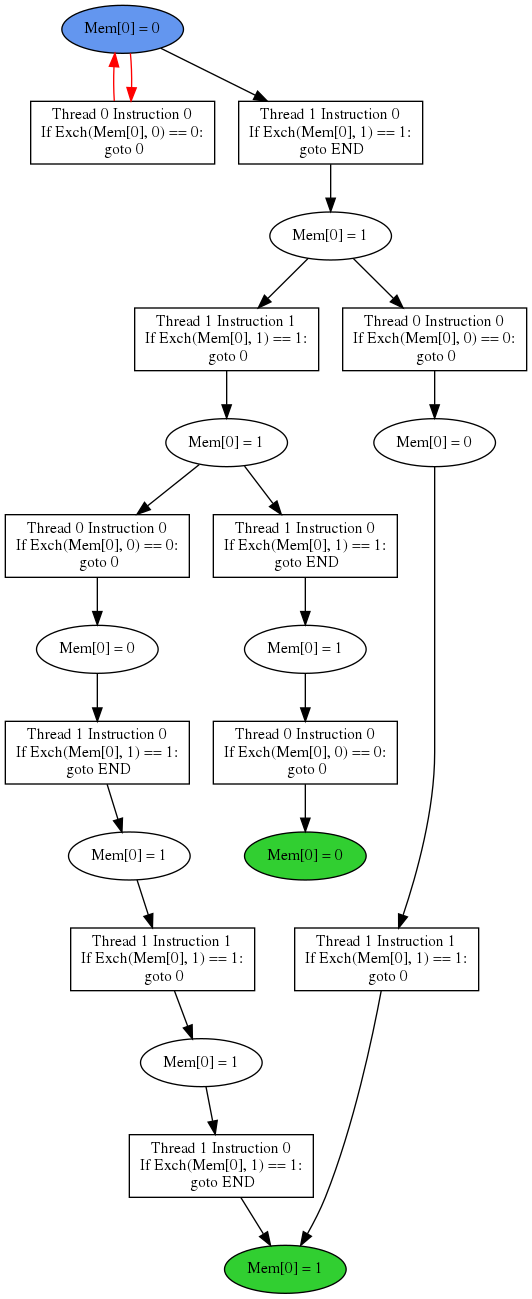 Mem[0] = 0
Thread 0 Instruction 0
If Exch(Mem[0], 0) == 0:
goto 0
Thread 1 Instruction 0
If Exch(Mem[0], 1) == 1:
goto END
Mem[0] = 1
Thread 1 Instruction 1
If Exch(Mem[0], 1) == 1:
goto 0
Thread 0 Instruction 0
If Exch(Mem[0], 0) == 0:
goto 0
Mem[0] = 1
Mem[0] = 0
Thread 0 Instruction 0
If Exch(Mem[0], 0) == 0:
goto 0
Thread 1 Instruction 0
If Exch(Mem[0], 1) == 1:
goto END
Mem[0] = 0
Mem[0] = 1
Thread 1 Instruction 0
If Exch(Mem[0], 1) == 1:
goto END
Thread 0 Instruction 0
If Exch(Mem[0], 0) == 0:
goto 0
Mem[0] = 1
Mem[0] = 0
Thread 1 Instruction 1
If Exch(Mem[0], 1) == 1:
goto 0
Thread 1 Instruction 1
If Exch(Mem[0], 1) == 1:
goto 0
Mem[0] = 1
Thread 1 Instruction 0
If Exch(Mem[0], 1) == 1:
goto END
Mem[0] = 1